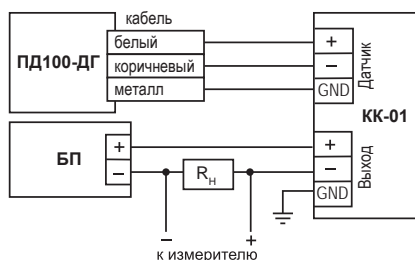 кабель
белый
ПД100-ДГ
коричневый
металл
+
–
GND
Датчик
КК-01
БП
+
–
Rн
+
–
GND
Выход
–
+
к измерителю